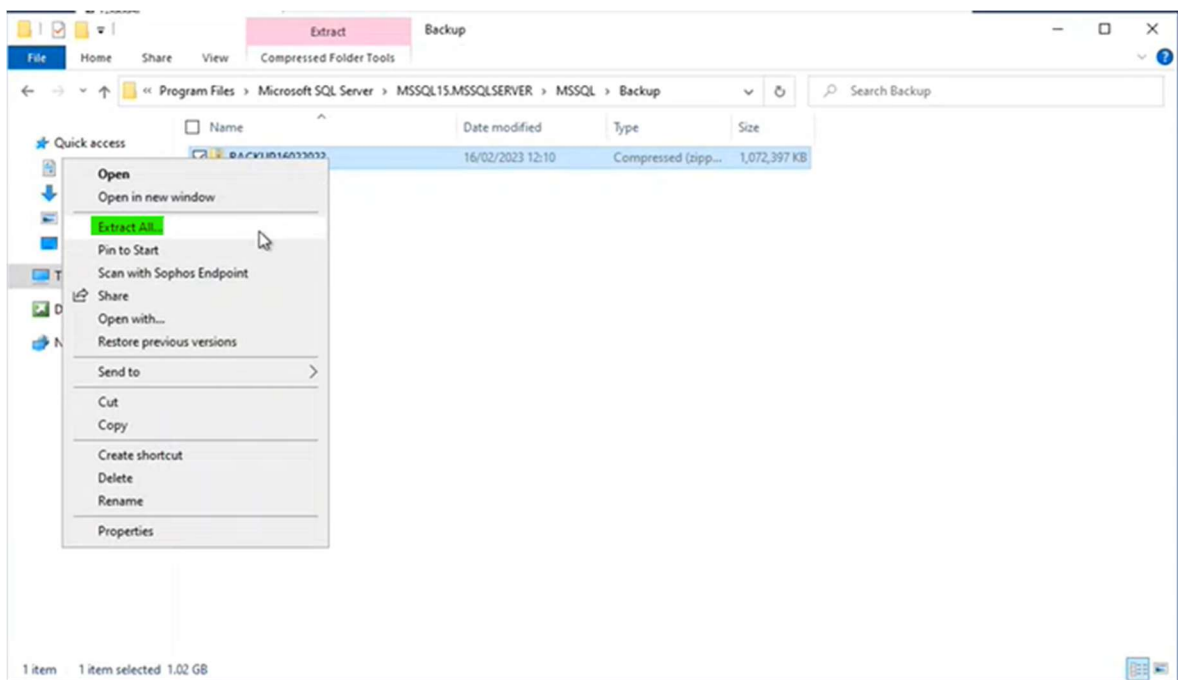 Extract
Backup
File Home Share View Compressed Folder Tools
« Program Files > Microsoft SQL Server > MSSQL15.MSSQLSERVER > MSSQL > Backup
Search Backup
Name Date modified Type Size
Quick access
BACKUP16022023 16/02/2023 12:10 Compressed (zipp... 1,072,397 KB
Open
Open in new window
Extract All...
Pin to Start
T Scan with Sophos Endpoint
Share
D
Open with...
N Restore previous versions
Send to
Cut
Copy
Create shortcut
Delete
Rename
Properties
1 item 1 item selected 1.02 GB